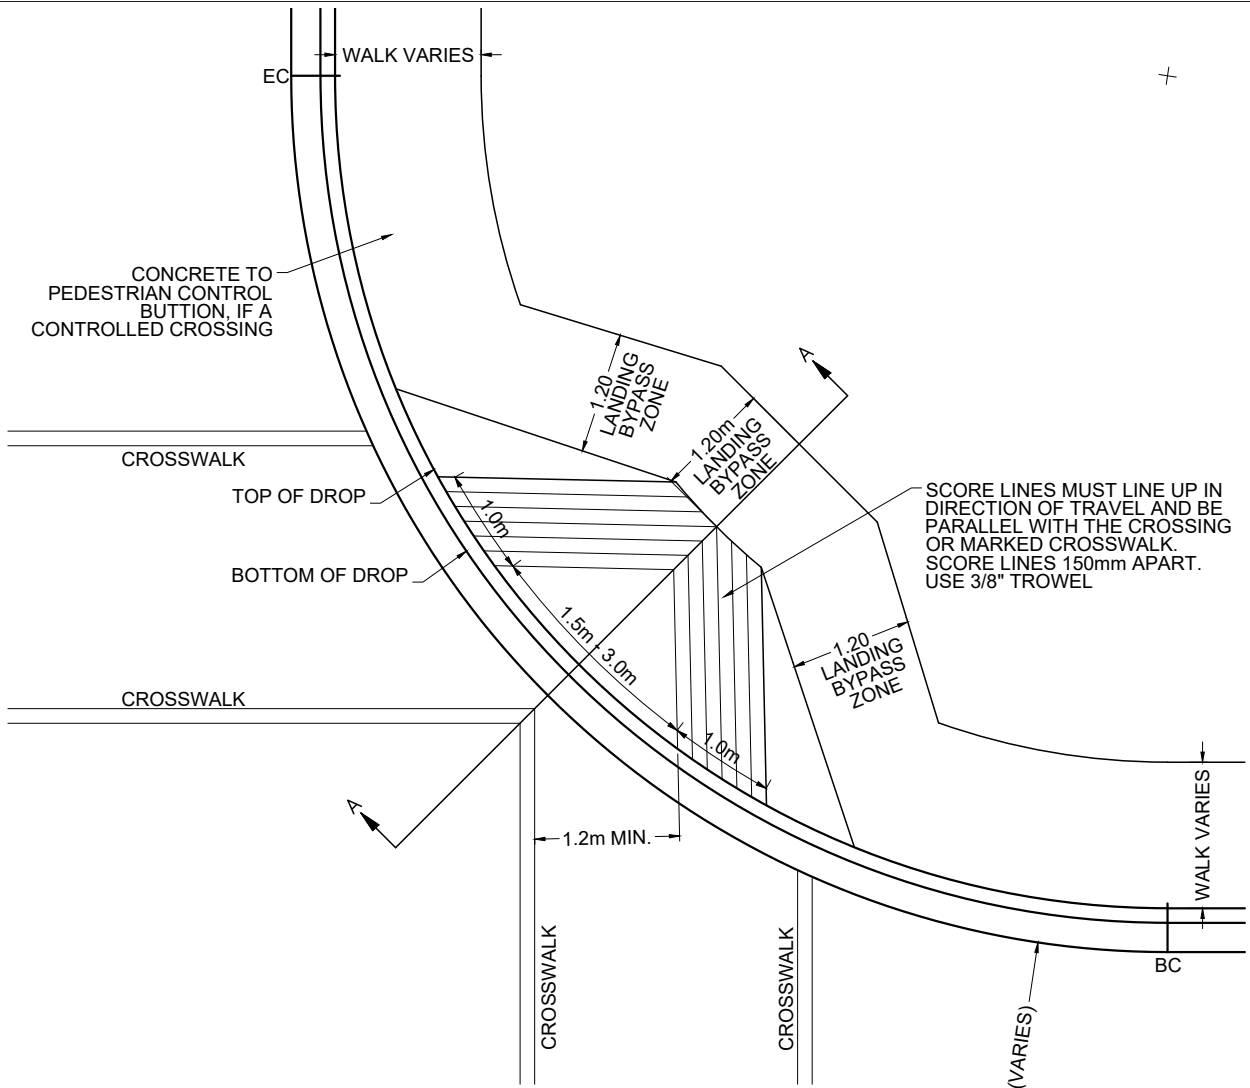 WALK VARIES
EC
CONCRETE TO
PEDESTRIAN CONTROL
BUTTION, IF A
CONTROLLED CROSSING
A
1.20
LANDING
BYPASS
ZONE
1.20m
LANDING
BYPASS
ZONE
CROSSWALK
TOP OF DROP
1.0m
SCORE LINES MUST LINE UP IN
DIRECTION OF TRAVEL AND BE
PARALLEL WITH THE CROSSING
OR MARKED CROSSWALK.
SCORE LINES 150mm APART.
USE 3/8" TROWEL
BOTTOM OF DROP
1.5m - 3.0m
1.20
LANDING
BYPASS
ZONE
CROSSWALK
1.0m
A
1.2m MIN.
WALK VARIES
CROSSWALK
CROSSWALK
BC
(VARIES)